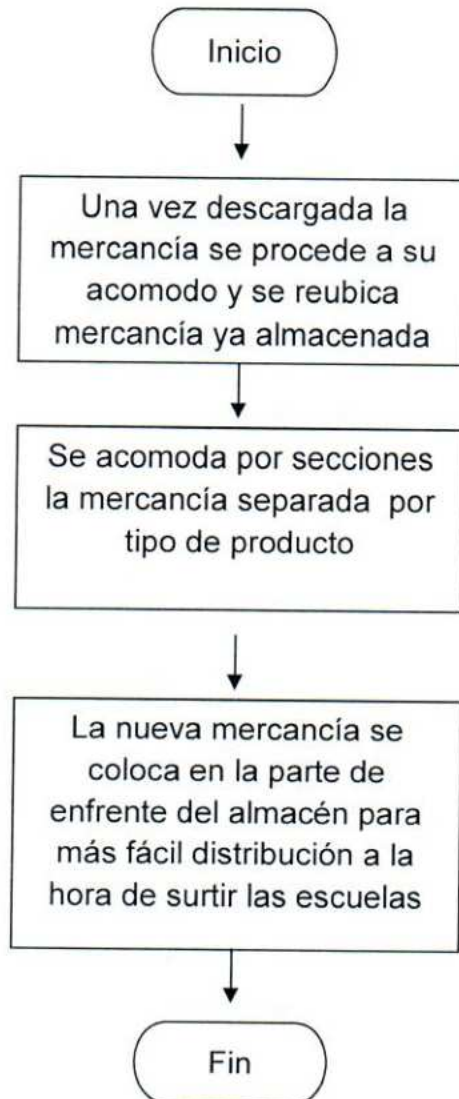 Inicio
Una vez descargada la
mercancía se procede a su
acomodo y se reubica
mercancía ya almacenada
Se acomoda por secciones
la mercancía separada por
tipo de producto
La nueva mercancía se
coloca en la parte de
enfrente del almacén para
más fácil distribución a la
hora de surtir las escuelas
Fin